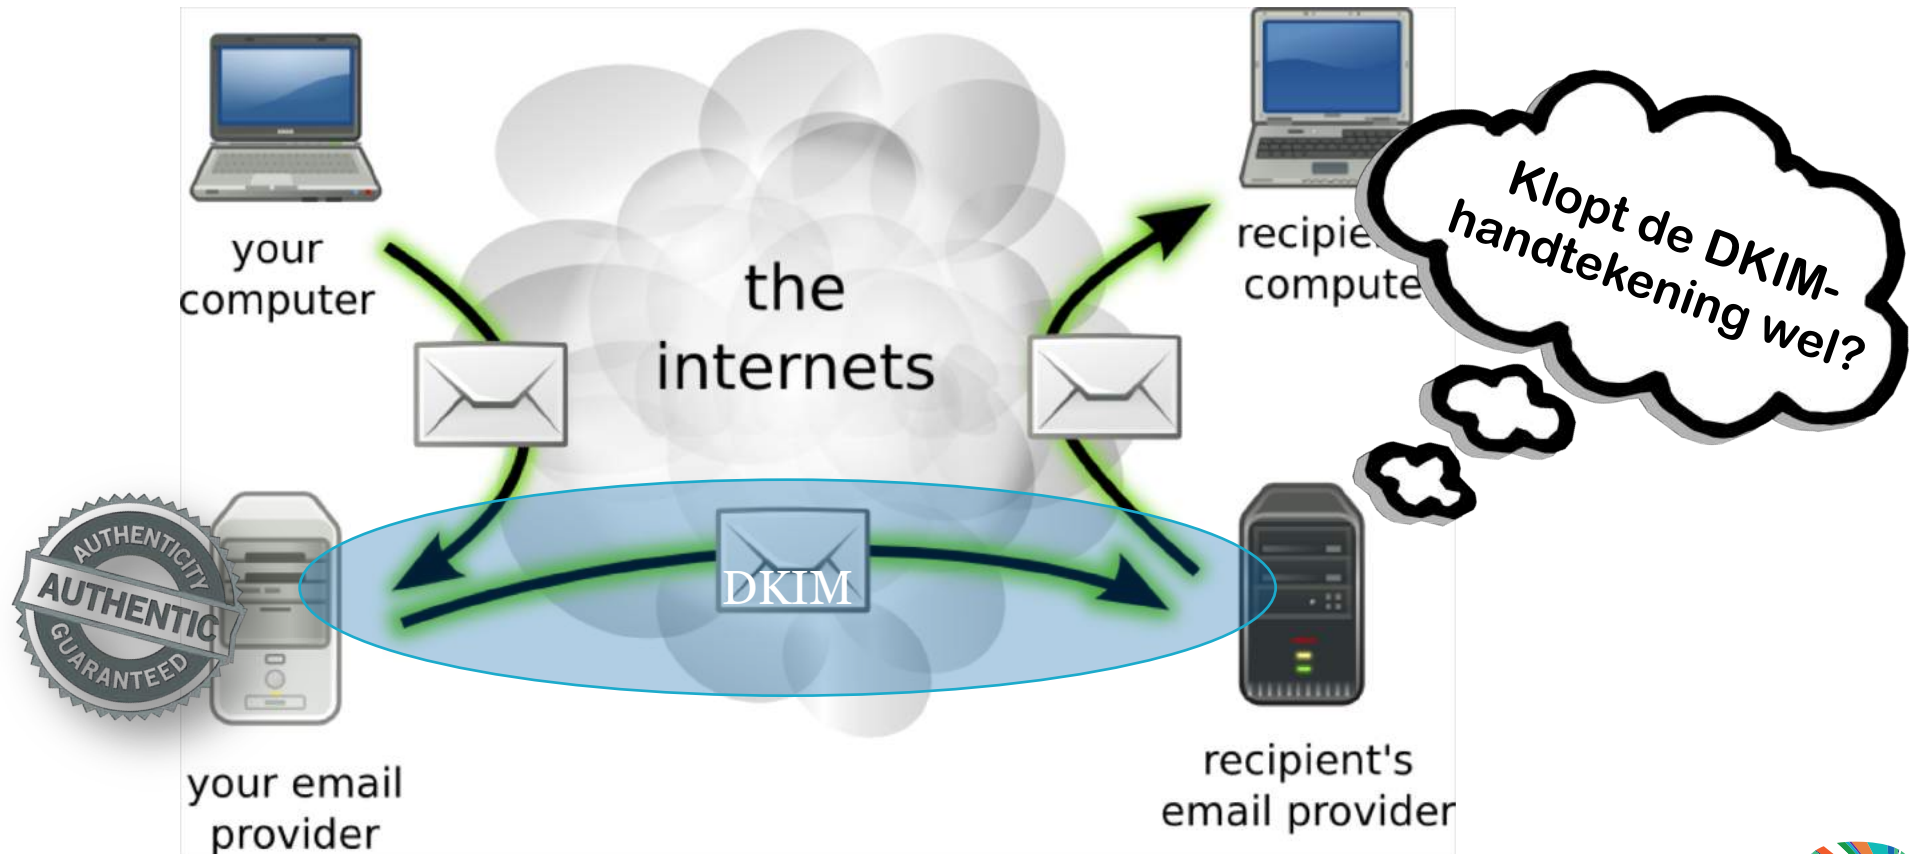 your
computer
the
internets
recipie
compute
Klopt de DKIM-
handtekening wel?
AUTHENTICITY
AUTHENTIC
GUARANTEED
DKIM
your email
provider
recipient's
email provider